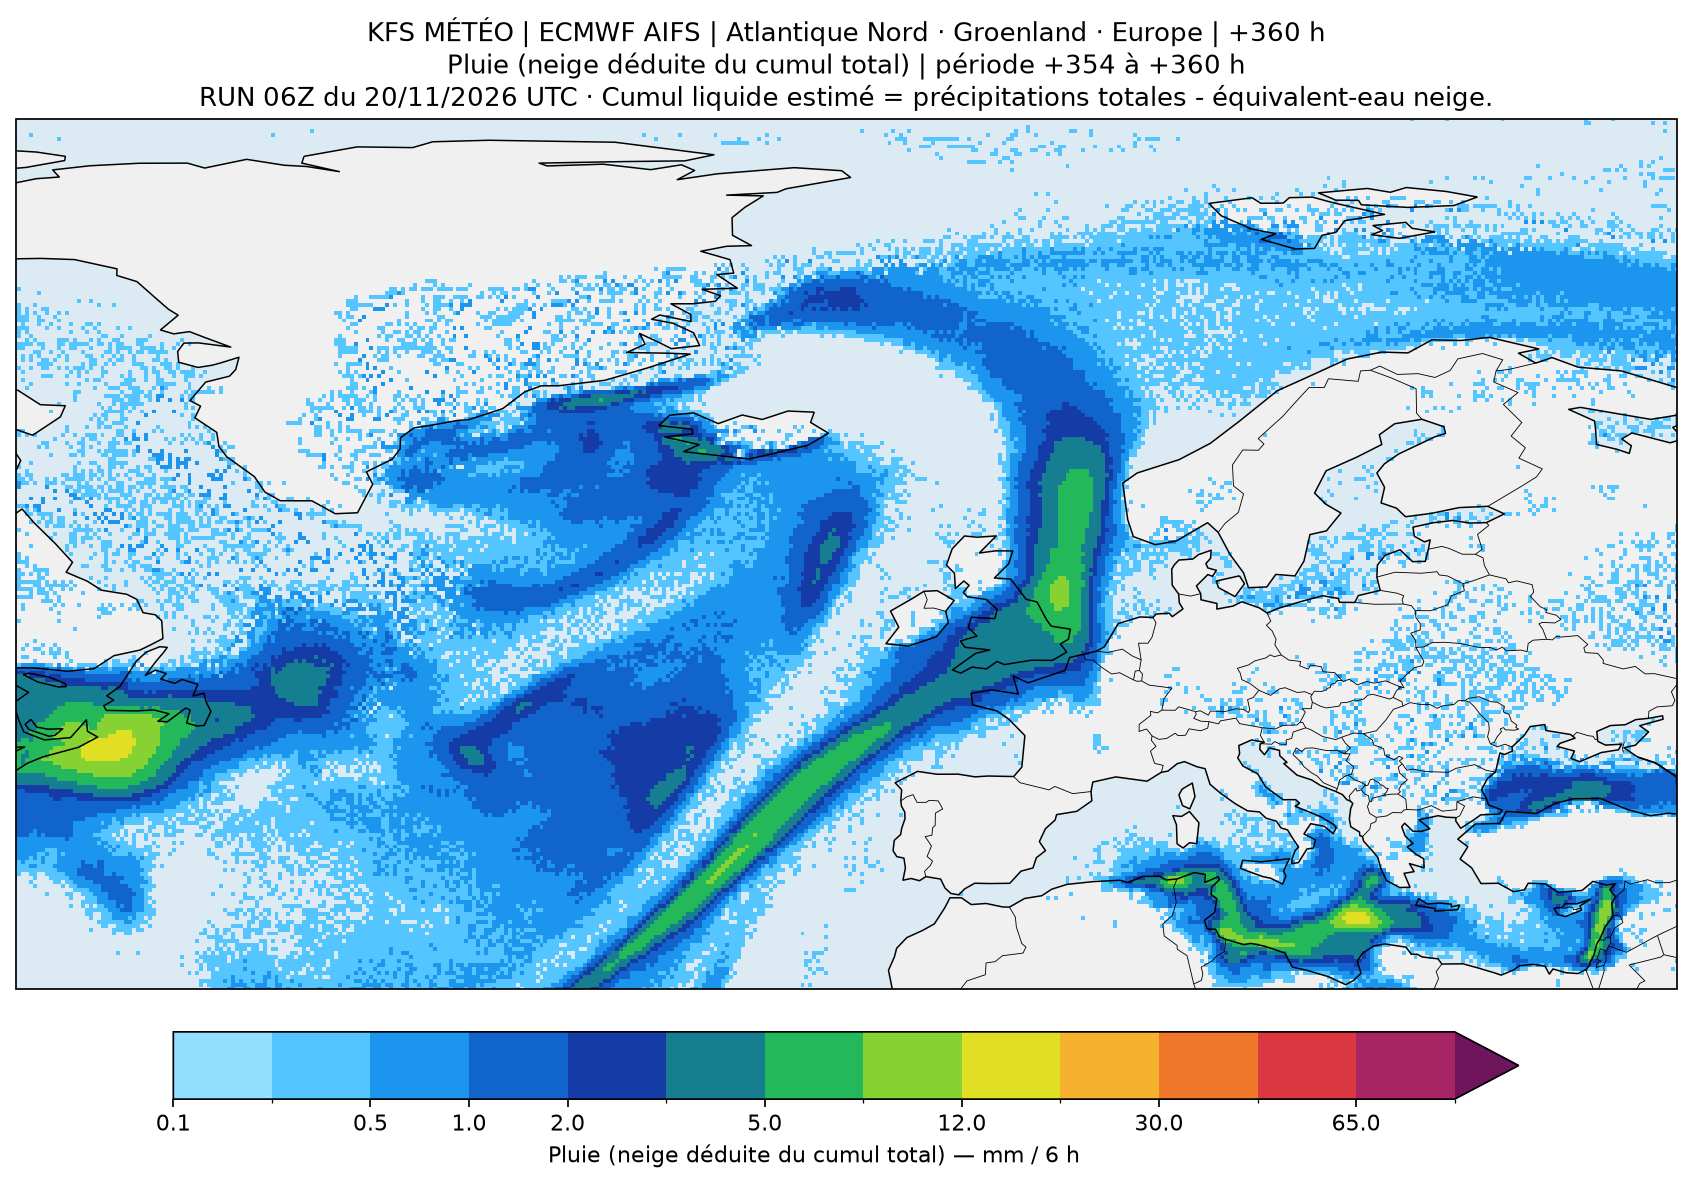 KFS MÉTÉO | ECMWF AIFS | Atlantique Nord · Groenland · Europe | +360 h
Pluie (neige déduite du cumul total) | période +354 à +360 h
RUN 06Z du 20/11/2026 UTC · Cumul liquide estimé = précipitations totales - équivalent-eau neige.
0.1 0.5 1.0 2.0 5.0 12.0 30.0 65.0
Pluie (neige déduite du cumul total) — mm / 6 h